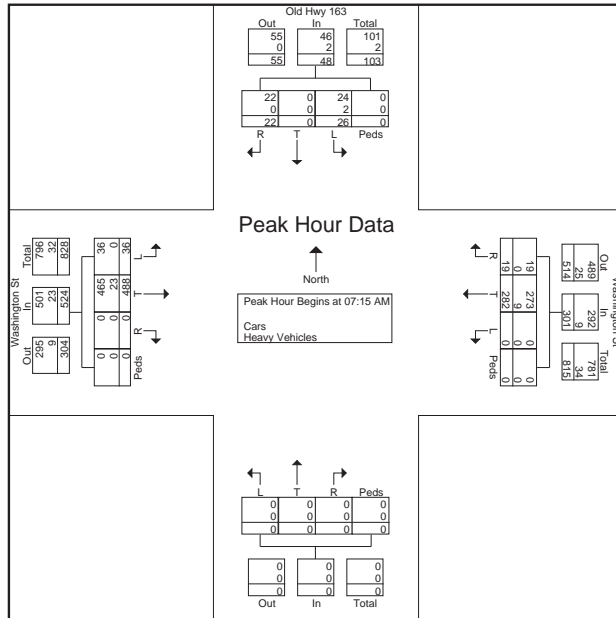 Old Hwy 163
Out In Total
55 46 101
0 2 2
55 48 103
22 0 24 0
0 0 2 0
22 0 26 0
R T L Peds
Peak Hour Data
North
Peak Hour Begins at 07:15 AM
Cars
Heavy Vehicles
Washington St
Total In Out
796 501 295
32 23 9
828 524 304
L T R Peds
36 465 0 0
0 23 0 0
36 488 0 0
Washington St
Out In Total
489 292 781
25 9 34
514 301 815
R T L Peds
19 273 0 0
0 9 0 0
19 282 0 0
L T R Peds
0 0 0 0
0 0 0 0
0 0 0 0
0 0 0
0 0 0
0 0 0
Out In Total